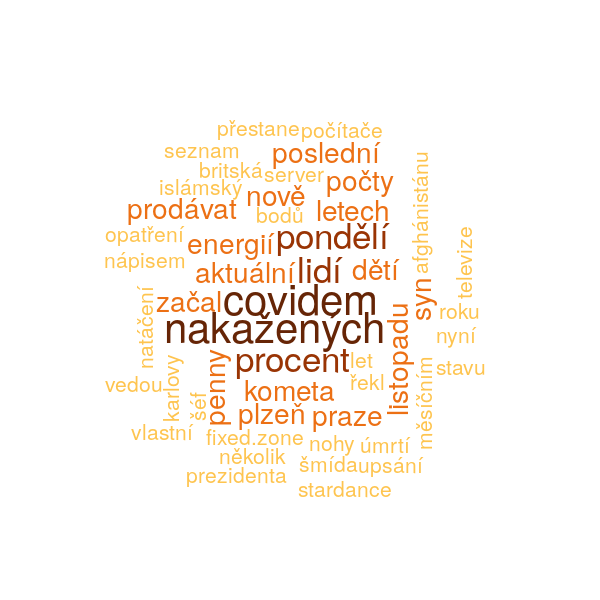 přestane počítače
seznam poslední
britská server
islámský nově počty
prodávat bodů letech
opatření energií pondělí
nápisem aktuální lidí dětí
afghánistánu
televize
syn
začal covidem
roku
nakažených
nyní
natáčení
listopadu
procent let
stavu
penny
karlovy
vedou
šéf
kometa řekl
měsíčním
plzeň praze
vlastní fixed.zone nohy úmrtí
několik šmída upsání
prezidenta stardance